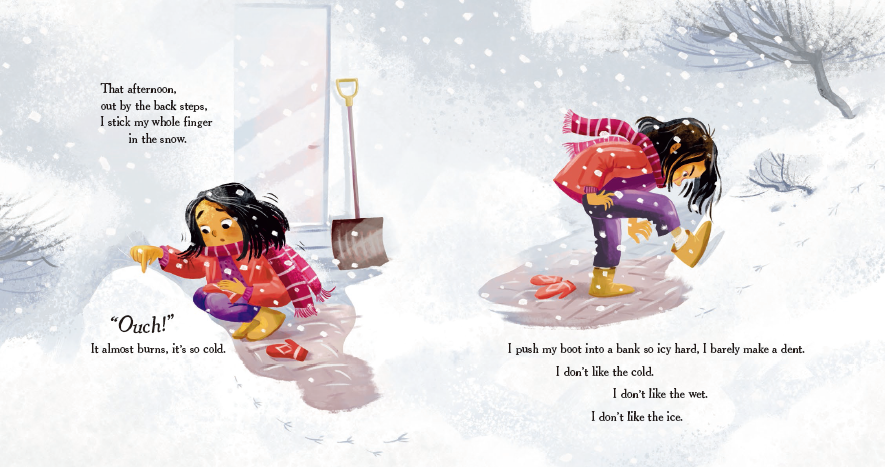 That afternoon,
out by the back steps,
I stick my whole finger
in the snow.
“Ouch!”
It almost burns, it’s so cold.
I push my boot into a bank so icy hard, I barely make a dent.
I don’t like the cold.
I don’t like the wet.
I don’t like the ice.